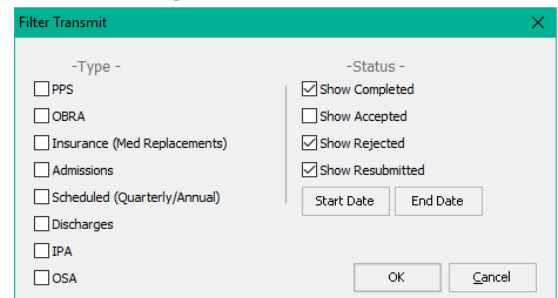 Filter Transmit
-Type -
PPS
OBRA
Insurance (Med Replacements)
Admissions
Scheduled (Quarterly/Annual)
Discharges
IPA
OSA
-Status -
Show Completed
Show Accepted
Show Rejected
Show Resubmitted
Start Date
End Date
OK
Cancel